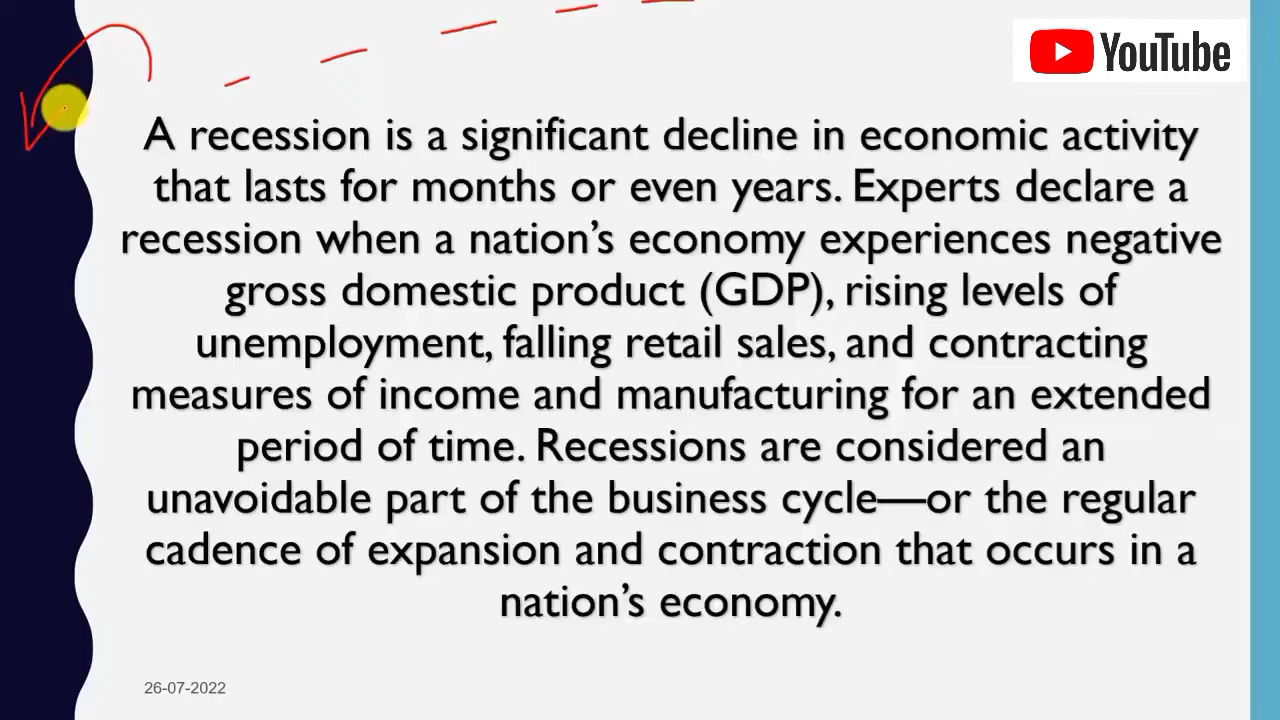 YouTube
A recession is a significant decline in economic activity
that lasts for months or even years. Experts declare a
recession when a nation’s economy experiences negative
gross domestic product (GDP), rising levels of
unemployment, falling retail sales, and contracting
measures of income and manufacturing for an extended
period of time. Recessions are considered an
unavoidable part of the business cycle—or the regular
cadence of expansion and contraction that occurs in a
nation’s economy.
26-07-2022